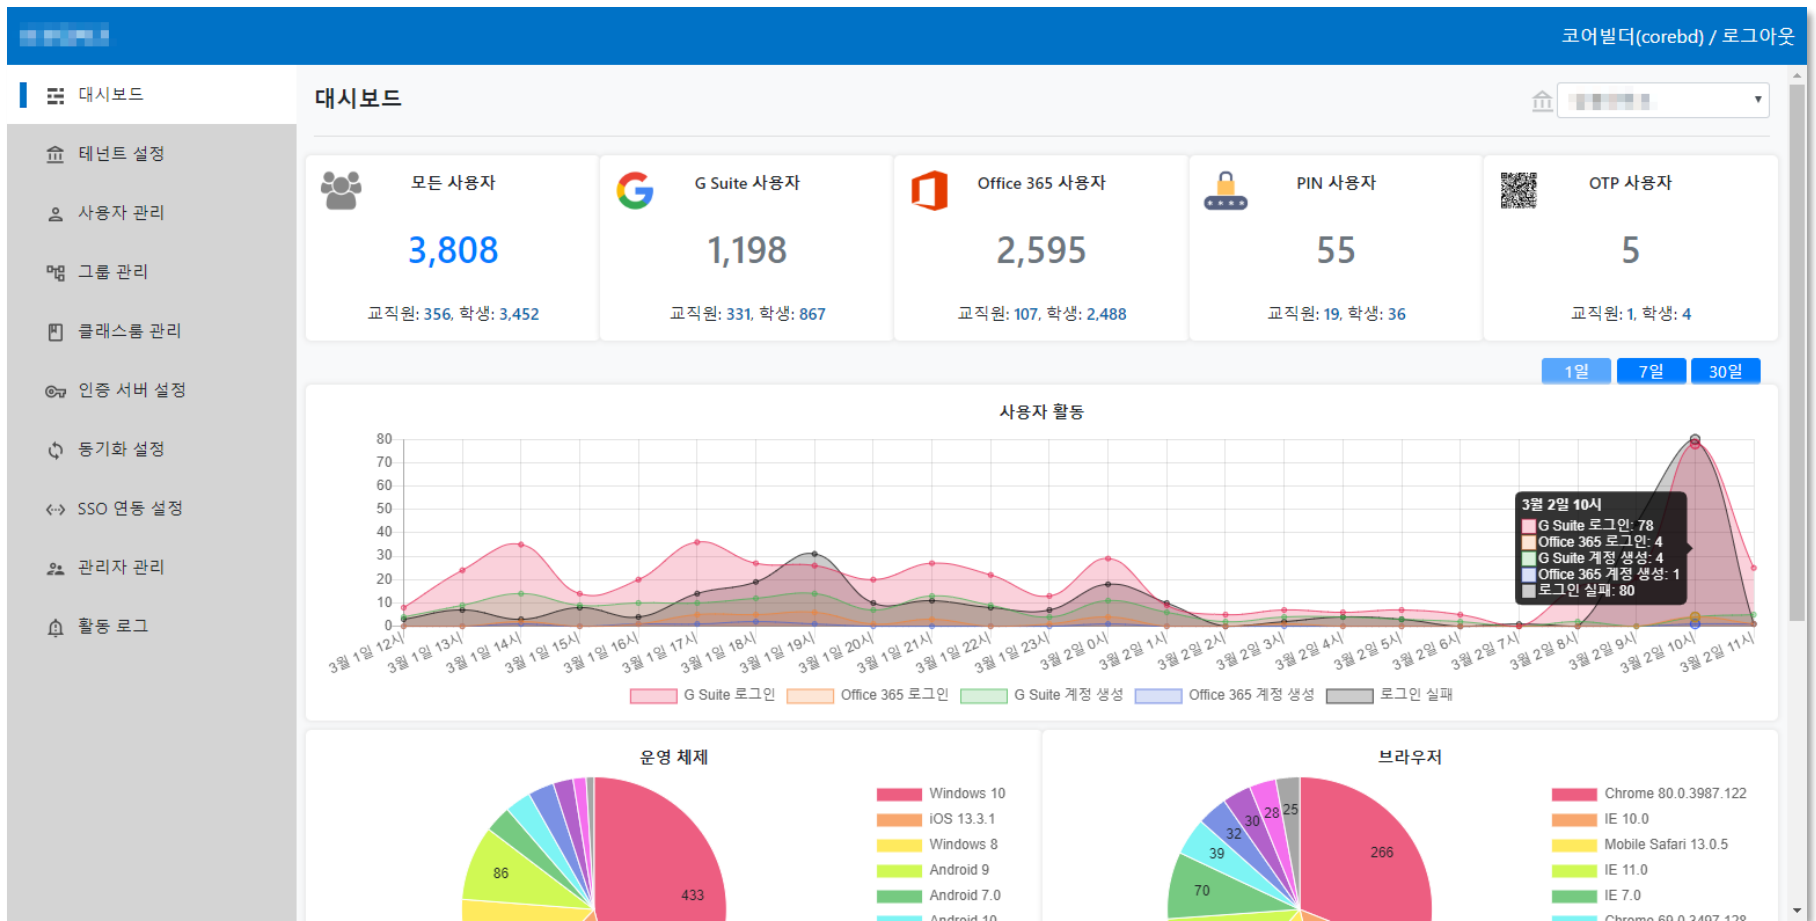 코어빌더(corebd) / 로그아웃
대시보드
테넌트 설정
사용자 관리
그룹 관리
클래스룸 관리
인증 서버 설정
동기화 설정
SSO 연동 설정
관리자 관리
활동 로그
대시보드
모든 사용자
3,808
교직원: 356, 학생: 3,452
G Suite 사용자
1,198
교직원: 331, 학생: 867
Office 365 사용자
2,595
교직원: 107, 학생: 2,488
PIN 사용자
55
교직원: 19, 학생: 36
OTP 사용자
5
교직원: 1, 학생: 4
1일 7일 30일
사용자 활동
80
70
60
50
40
30
20
10
0
3월 2일 10시
G Suite 로그인: 78
Office 365 로그인: 4
G Suite 계정 생성: 4
Office 365 계정 생성: 1
로그인 실패: 80
3월 1일 12시 3월 1일 13시 3월 1일 14시 3월 1일 15시 3월 1일 16시 3월 1일 17시 3월 1일 18시 3월 1일 19시 3월 1일 20시 3월 1일 21시 3월 1일 22시 3월 1일 23시 3월 2일 0시 3월 2일 1시 3월 2일 2시 3월 2일 3시 3월 2일 4시 3월 2일 5시 3월 2일 6시 3월 2일 7시 3월 2일 8시 3월 2일 9시 3월 2일 10시 3월 2일 11시
G Suite 로그인 Office 365 로그인 G Suite 계정 생성 Office 365 계정 생성 로그인 실패
운영 체제
86
433
Windows 10
iOS 13.3.1
Windows 8
Android 9
Android 7.0
Android 10
브라우저
25
28
30
32
39
70
266
Chrome 80.0.3987.122
IE 10.0
Mobile Safari 13.0.5
IE 11.0
IE 7.0
Chrome 69.0.3497.128